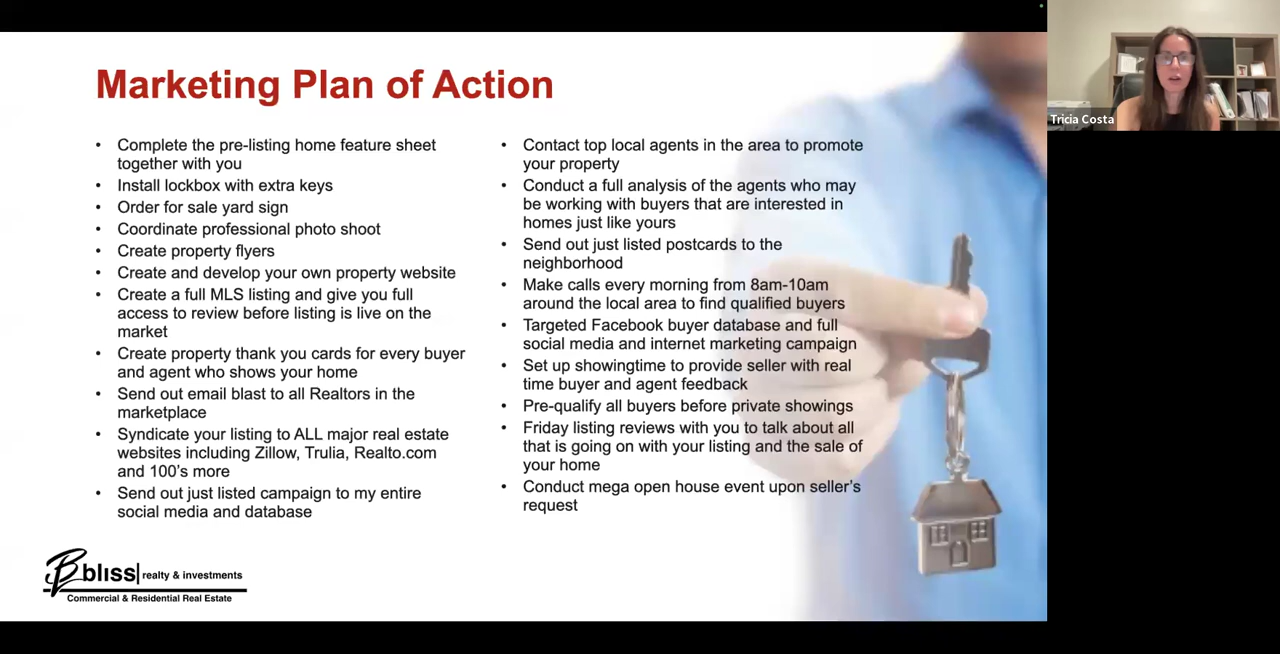 Marketing Plan of Action
• Complete the pre-listing home feature sheet
together with you
• Install lockbox with extra keys
• Order for sale yard sign
• Coordinate professional photo shoot
• Create property flyers
• Create and develop your own property website
• Create a full MLS listing and give you full
access to review before listing is live on the
market
• Create property thank you cards for every buyer
and agent who shows your home
• Send out email blast to all Realtors in the
marketplace
• Syndicate your listing to ALL major real estate
websites including Zillow, Trulia, Realto.com
and 100's more
• Send out just listed campaign to my entire
social media and database
• Contact top local agents in the area to promote
your property
• Conduct a full analysis of the agents who may
be working with buyers that are interested in
homes just like yours
• Send out just listed postcards to the
neighborhood
• Make calls every morning from 8am-10am
around the local area to find qualified buyers
• Targeted Facebook buyer database and full
social media and internet marketing campaign
• Set up showingtime to provide seller with real
time buyer and agent feedback
• Pre-qualify all buyers before private showings
• Friday listing reviews with you to talk about all
that is going on with your listing and the sale of
your home
• Conduct mega open house event upon seller's
request
B bliss| realty & investments
Commercial & Residential Real Estate
Tricia Costa